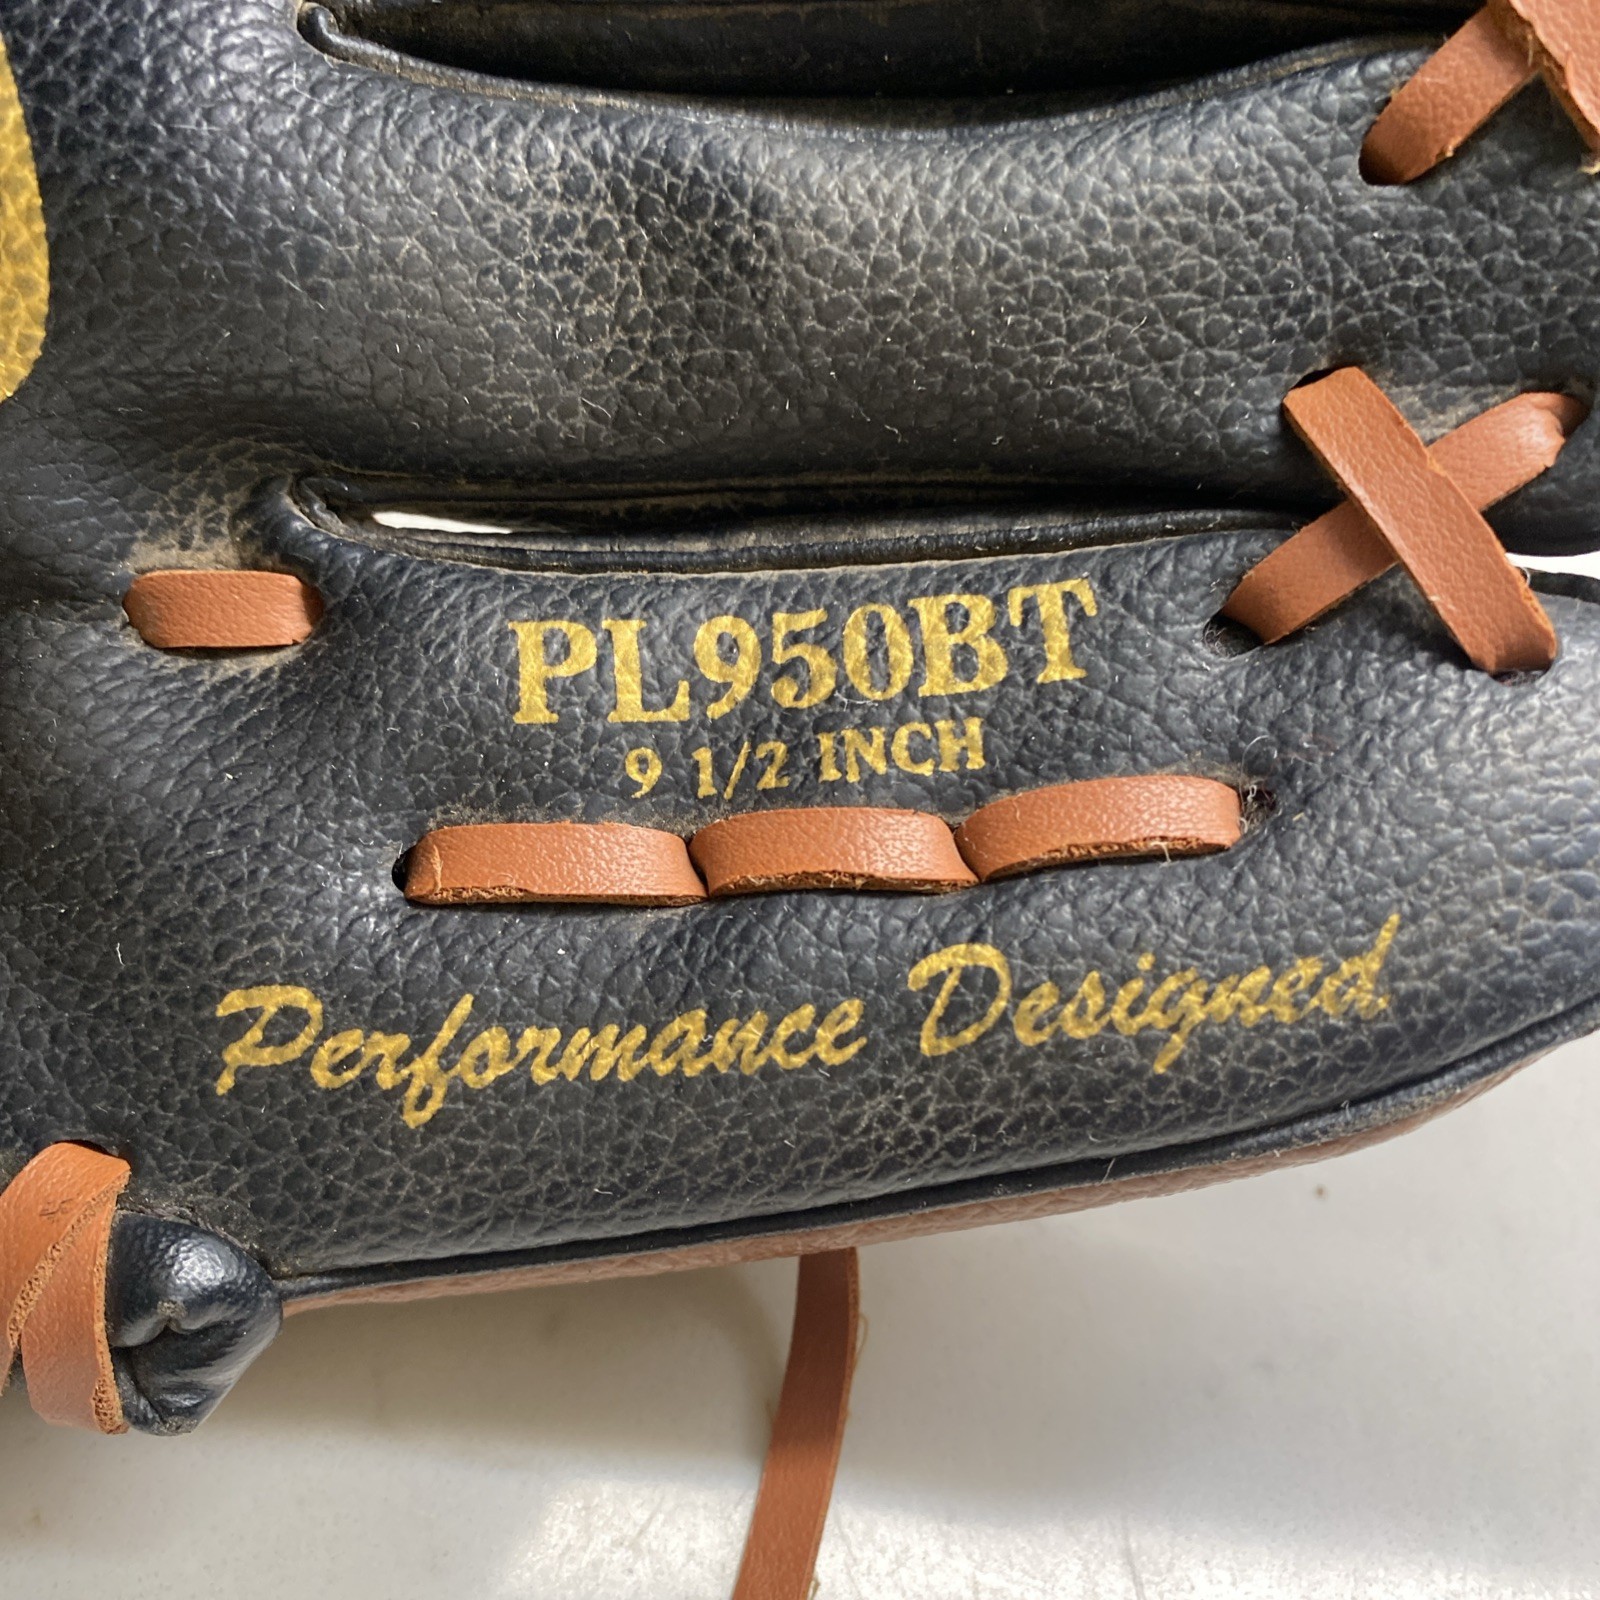 PL950BT
9 1/2 INCH
Performance Designed